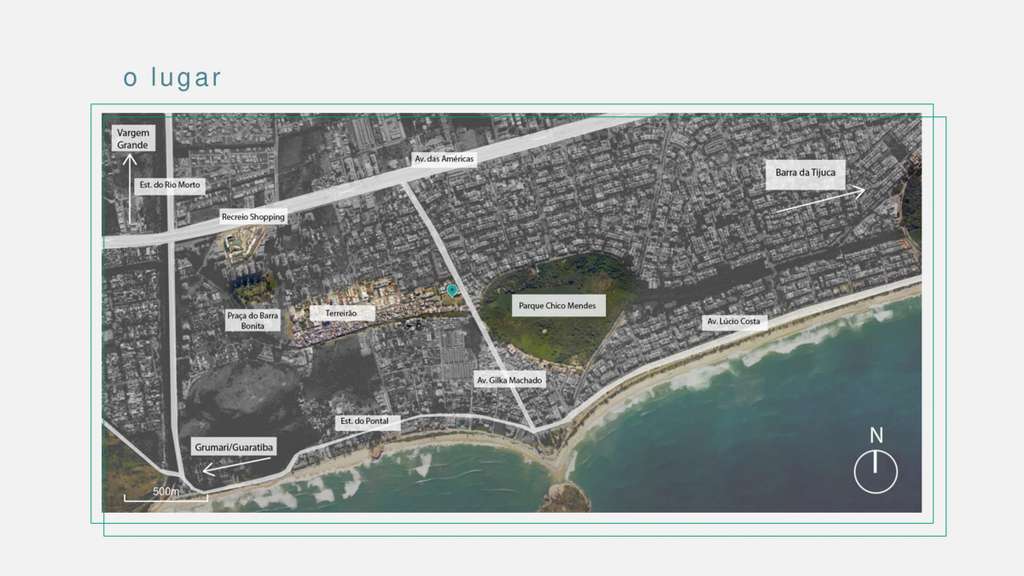 o lugar
Vargem
Grande
Av. das Américas
Barra da Tijuca
Est. do Rio Morto
Recreio Shopping
Parque Chico Mendes
Terreirão
Praça do Barra
Bonita
Av. Lúcio Costa
Av. Gilka Machado
Est. do Pontal
N
Grumari/Guaratiba
500m